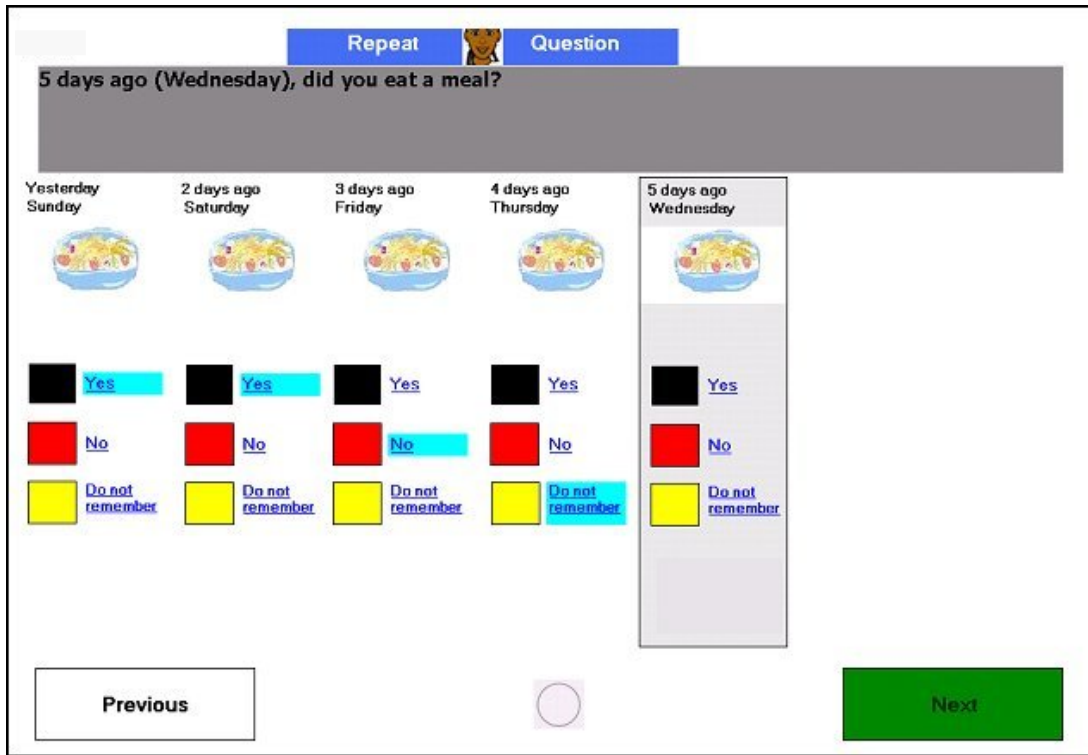 Repeat Question
5 days ago (Wednesday), did you eat a meal?
Yesterday
Sunday
2 days ago
Saturday
3 days ago
Friday
4 days ago
Thursday
5 days ago
Wednesday
Yes
Yes
Yes
Yes
Yes
No
No
No
No
No
Do not
remember
Do not
remember
Do not
remember
Do not
remember
Do not
remember
Previous
Next